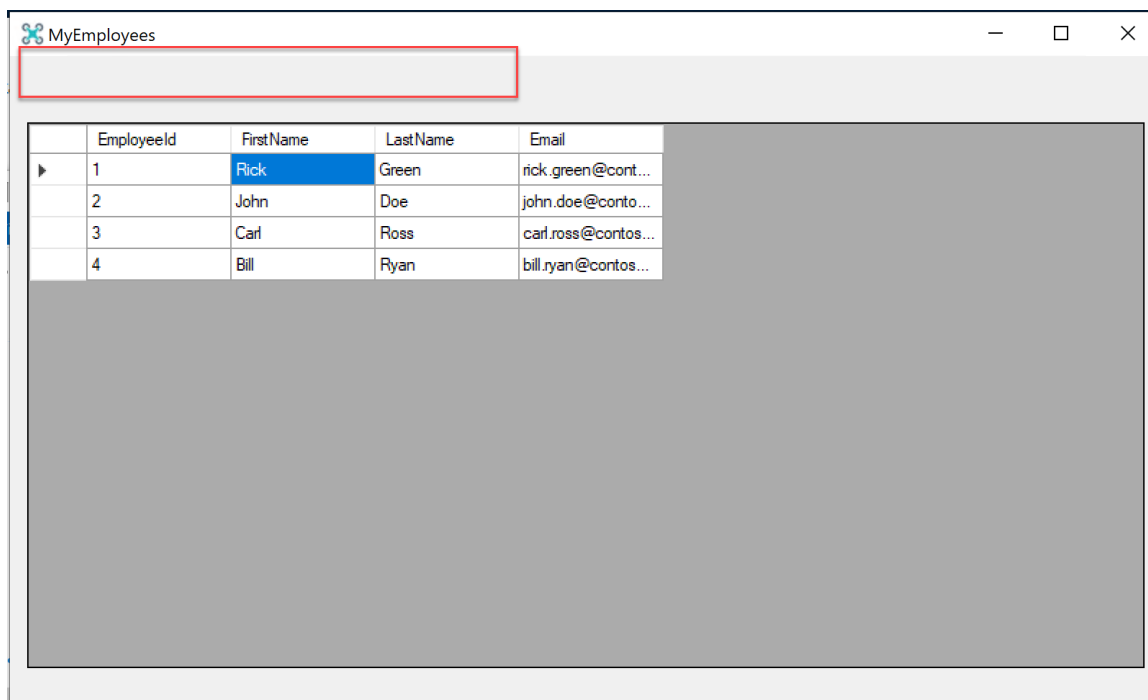 MyEmployees
EmployeeId FirstName LastName Email
1 Rick Green rick.green@cont...
2 John Doe john.doe@conto...
3 Carl Ross carl.ross@contos...
4 Bill Ryan bill.ryan@contos...